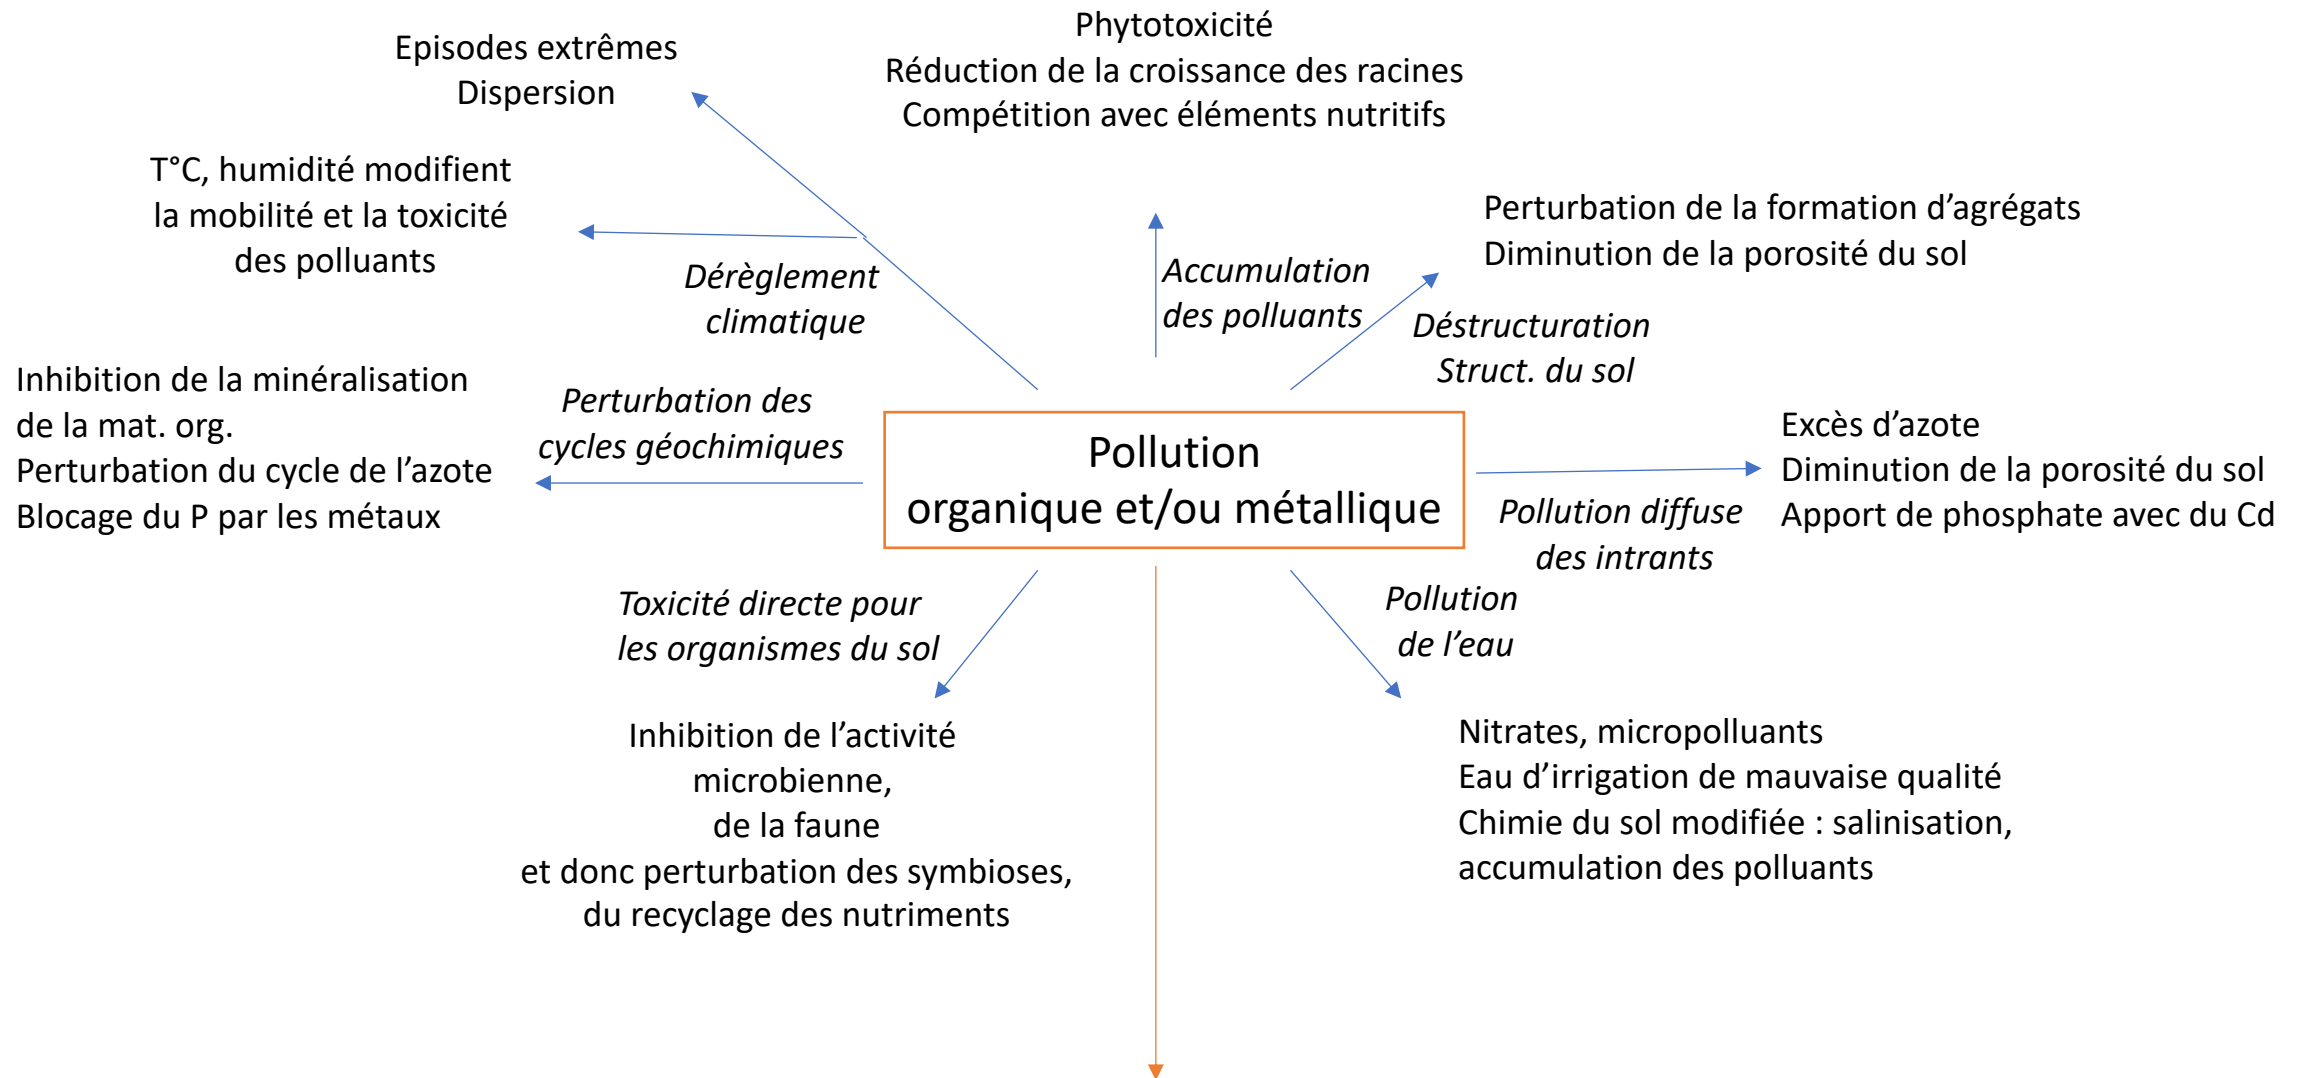 Episodes extrêmes
Dispersion
Phytotoxicité
Réduction de la croissance des racines
Compétition avec éléments nutritifs
T°C, humidité modifient
la mobilité et la toxicité
des polluants
Perturbation de la formation d’agrégats
Diminution de la porosité du sol
Dérèglement
climatique
Accumulation
des polluants
Déstructuration
Struct. du sol
Inhibition de la minéralisation
de la mat. org.
Perturbation du cycle de l’azote
Blocage du P par les métaux
Perturbation des
cycles géochimiques
Pollution
organique et/ou métallique
Excès d’azote
Diminution de la porosité du sol
Apport de phosphate avec du Cd
Pollution diffuse
des intrants
Toxicité directe pour
les organismes du sol
Pollution
de l’eau
Inhibition de l’activité
microbienne,
de la faune
et donc perturbation des symbioses,
du recyclage des nutriments
Nitrates, micropolluants
Eau d’irrigation de mauvaise qualité
Chimie du sol modifiée : salinisation,
accumulation des polluants